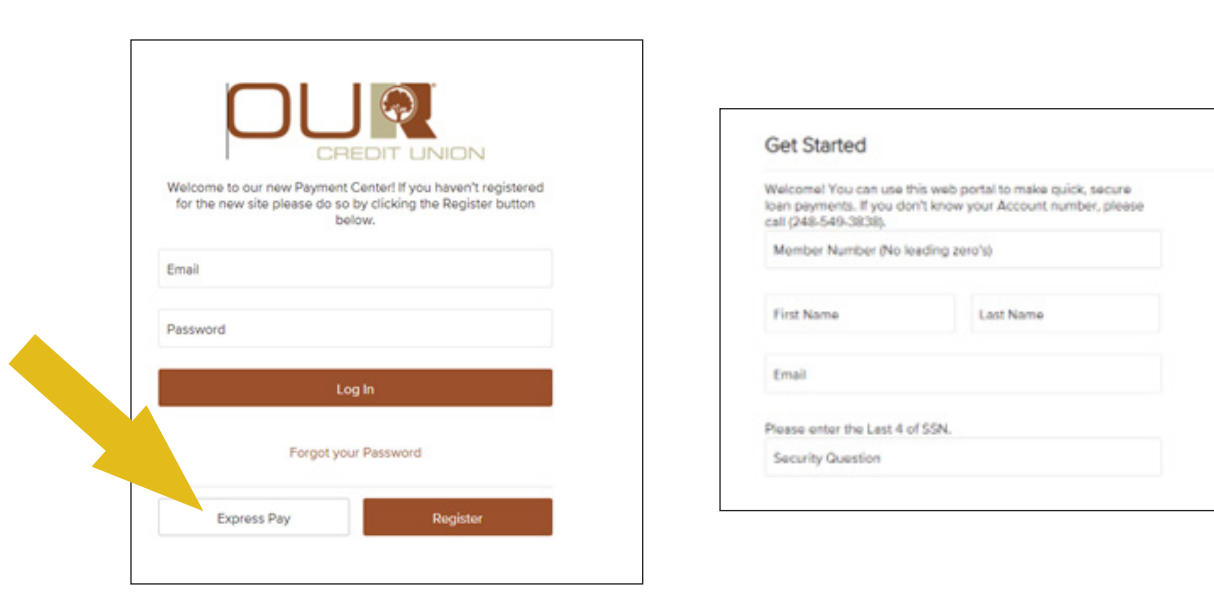 OUR
CREDIT UNION
Welcome to our new Payment Center! If you haven't registered
for the new site please do so by clicking the Register button
below.
Email
Password
Log In
Forgot your Password
Express Pay
Register
Get Started
Welcome! You can use this web portal to make quick, secure
loan payments. If you don't know your Account number, please
call (248-549-3838).
Member Number (No leading zero's)
First Name
Last Name
Email
Please enter the Last 4 of SSN.
Security Question